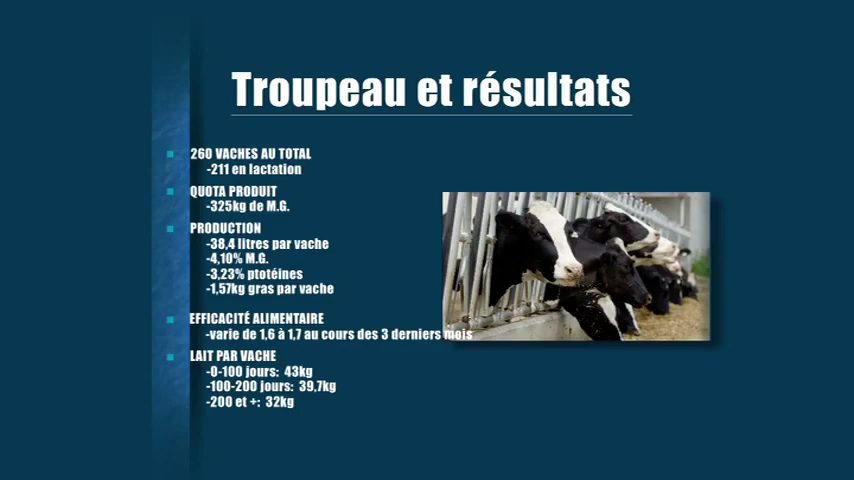 Troupeau et résultats
260 VACHES AU TOTAL
-211 en lactation
QUOTA PRODUIT
-325kg de M.G.
PRODUCTION
-38,4 litres par vache
-4,10% M.G.
-3,23% ptotéines
-1,57kg gras par vache
EFFICACITÉ ALIMENTAIRE
-varie de 1,6 à 1,7 au cours des 3 derniers mois
LAIT PAR VACHE
-0-100 jours: 43kg
-100-200 jours: 39,7kg
-200 et +: 32kg